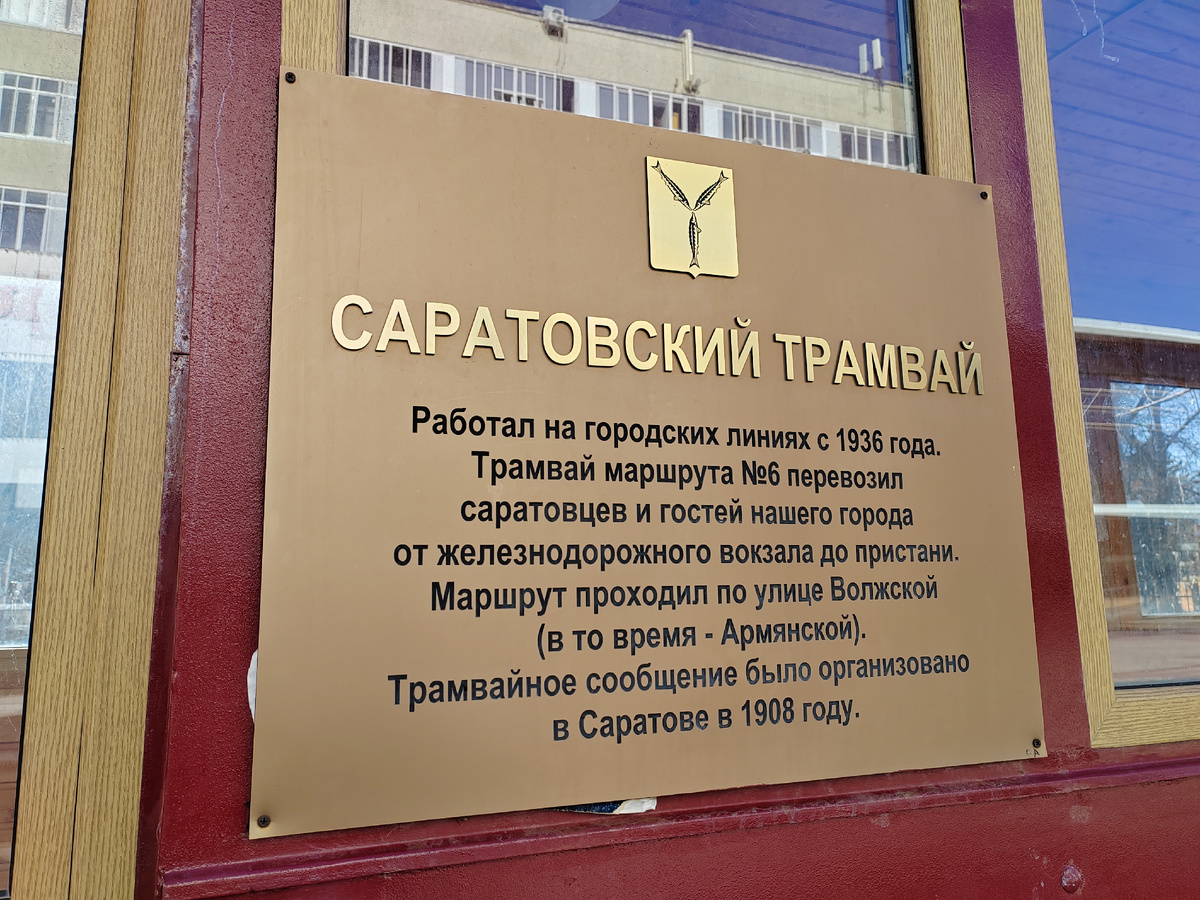 САРАТОВСКИЙ ТРАМВАЙ
Работал на городских линиях с 1936 года.
Трамвай маршрута №6 перевозил
саратовцев и гостей нашего города
от железнодорожного вокзала до пристани.
Маршрут проходил по улице Волжской
(в то время - Армянской).
Трамвайное сообщение было организовано
в Саратове в 1908 году.
СА